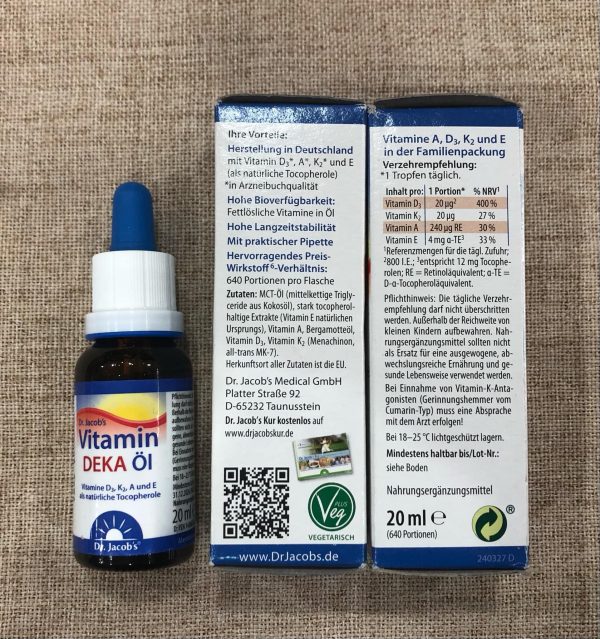 Dr. Jacob's
Vitamin
DEKA Öl
Vitamine D₃, K₂, A und E
als natürliche Tocopherole
Dr. Jacob's®
20 ml
Ihre Vorteile:
Herstellung in Deutschland
mit Vitamin D₃*, A*, K₂* und E
(als natürliche Tocopherole)
*in Arzneibuchqualität
Hohe Bioverfügbarkeit:
Fettlösliche Vitamine in Öl
Hohe Langzeitstabilität
Mit praktischer Pipette
Hervorragendes Preis-
Wirkstoff⁶-Verhältnis:
640 Portionen pro Flasche
Zutaten: MCT-Öl (mittelkettige Trigly-
ceride aus Kokosöl), stark tocopherol-
haltige Extrakte (Vitamin E natürlichen
Ursprungs), Vitamin A, Bergamotteöl,
Vitamin D₃, Vitamin K₂ (Menachinon,
all-trans MK-7).
Herkunftsort aller Zutaten ist die EU.
Dr. Jacob's Medical GmbH
Platter Straße 92
D-65232 Taunusstein
Dr. Jacob's Kur kostenlos auf
www.drjacobskur.de
Veg PLUS
VEGETARISCH
www.DrJacobs.de
Vitamine A, D₃, K₂ und E
in der Familienpackung
Verzehrempfehlung:
*1 Tropfen täglich.
Inhalt pro: 1 Portion* % NRV¹
Vitamin D₃ 20 µg² 400 %
Vitamin K₂ 20 µg 27 %
Vitamin A 240 µg RE 30 %
Vitamin E 4 mg α-TE³ 33 %
¹Referenzmengen für die tägl. Zufuhr;
²800 I.E.; ³entspricht 12 mg Tocophe-
rolen; RE = Retinoläquivalent; α-TE =
D-α-Tocopheroläquivalent.
Pflichthinweis: Die tägliche Verzehr-
empfehlung darf nicht überschritten
werden. Außerhalb der Reichweite von
kleinen Kindern aufbewahren. Nah-
rungsergänzungsmittel sollten nicht
als Ersatz für eine ausgewogene, ab-
wechslungsreiche Ernährung und ge-
sunde Lebensweise verwendet werden.
Bei Einnahme von Vitamin-K-Anta-
gonisten (Gerinnungshemmer vom
Cumarin-Typ) muss eine Absprache
mit dem Arzt erfolgen!
Bei 18–25 °C lichtgeschützt lagern.
Mindestens haltbar bis/Lot-Nr.:
siehe Boden
Nahrungsergänzungsmittel
20 ml ℮
(640 Portionen)
®
240327 D